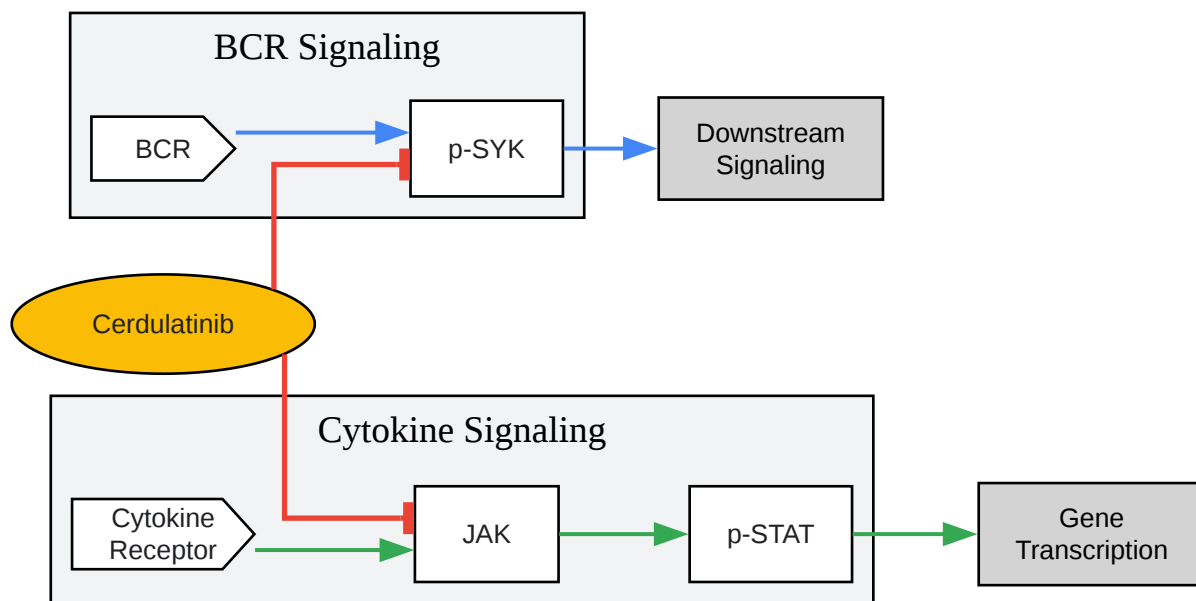 BCR Signaling
BCR
p-SYK
Downstream
Signaling
Cerdulatinib
Cytokine Signaling
Cytokine
Receptor
JAK
p-STAT
Gene
Transcription